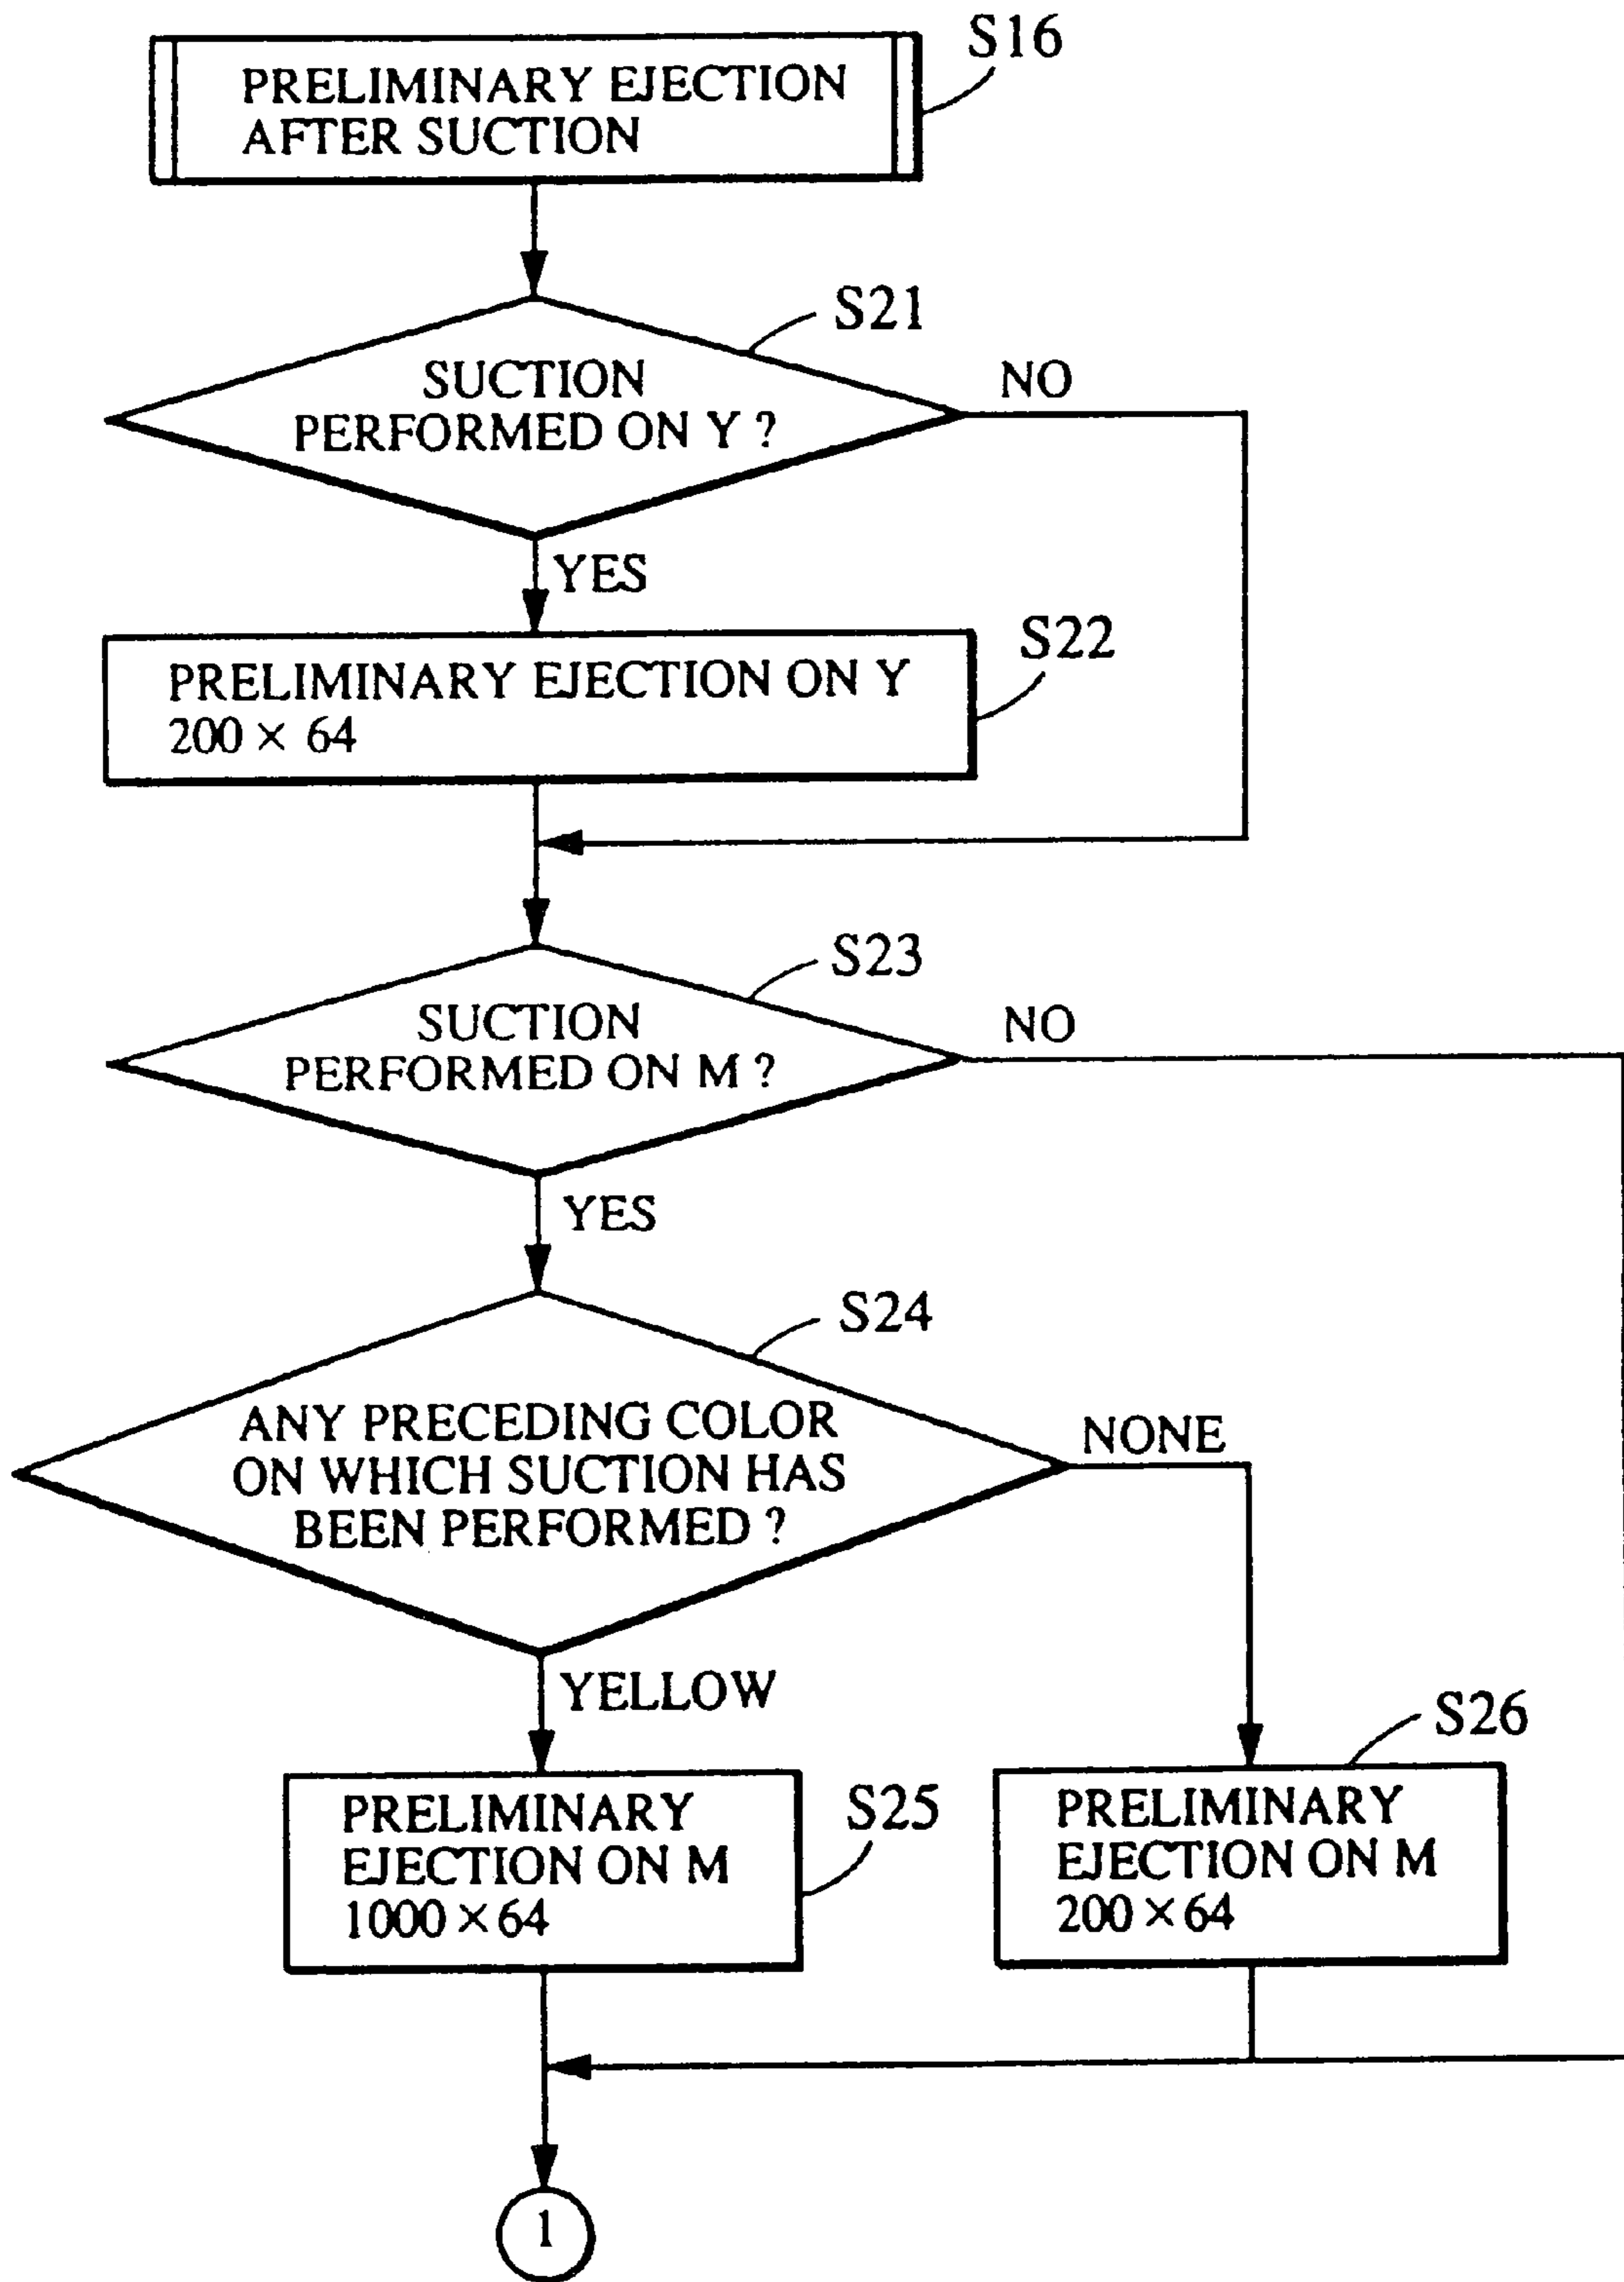 S16
PRELIMINARY EJECTION
AFTER SUCTION
S21
SUCTION
PERFORMED ON Y ?
NO
YES
S22
PRELIMINARY EJECTION ON Y
200 × 64
S23
SUCTION
PERFORMED ON M ?
NO
YES
S24
ANY PRECEDING COLOR
ON WHICH SUCTION HAS
BEEN PERFORMED ?
NONE
YELLOW
S25
PRELIMINARY
EJECTION ON M
1000 × 64
S26
PRELIMINARY
EJECTION ON M
200 × 64
1